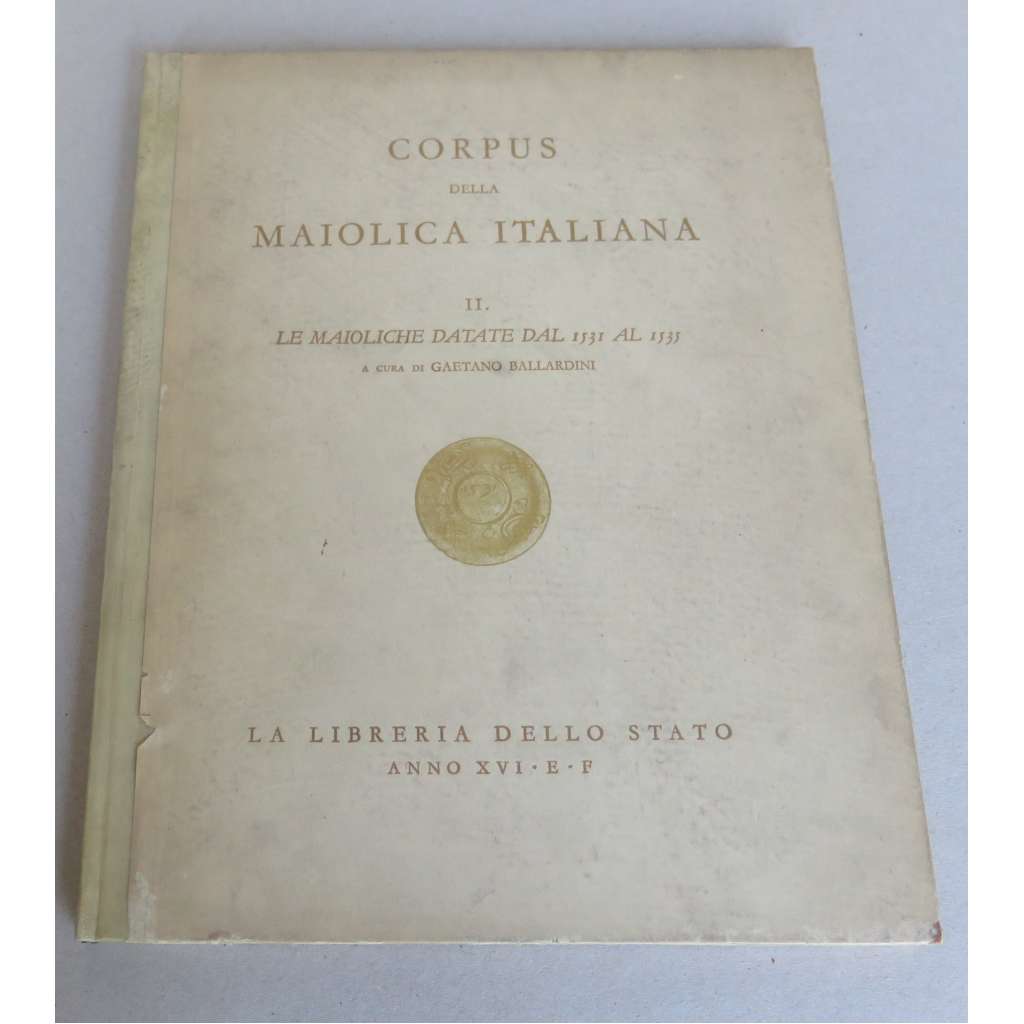 CORPUS
DELLA
MAIOLICA ITALIANA
II.
LE MAIOLICHE DATATE DAL 1531 AL 1535
A CURA DI GAETANO BALLARDINI
LA LIBRERIA DELLO STATO
ANNO XVI · E · F